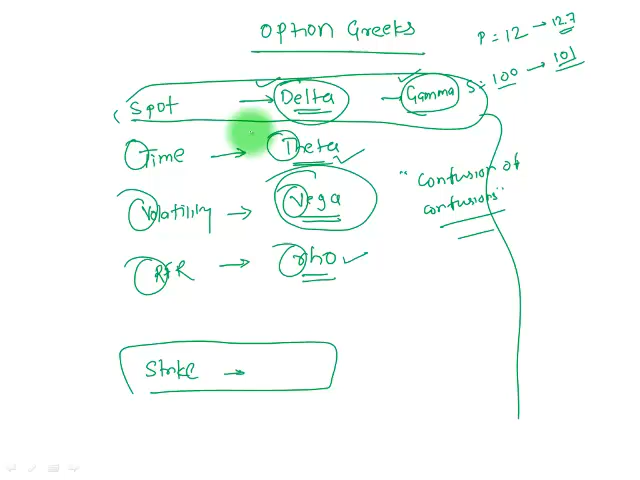 Option Greeks
P = 12 → 12.7
S = 100 → 101
Spot → Delta → Gamma
Time → Theta
"Confusion of
confusions"
Volatility → Vega
RFR → rho
Strike →